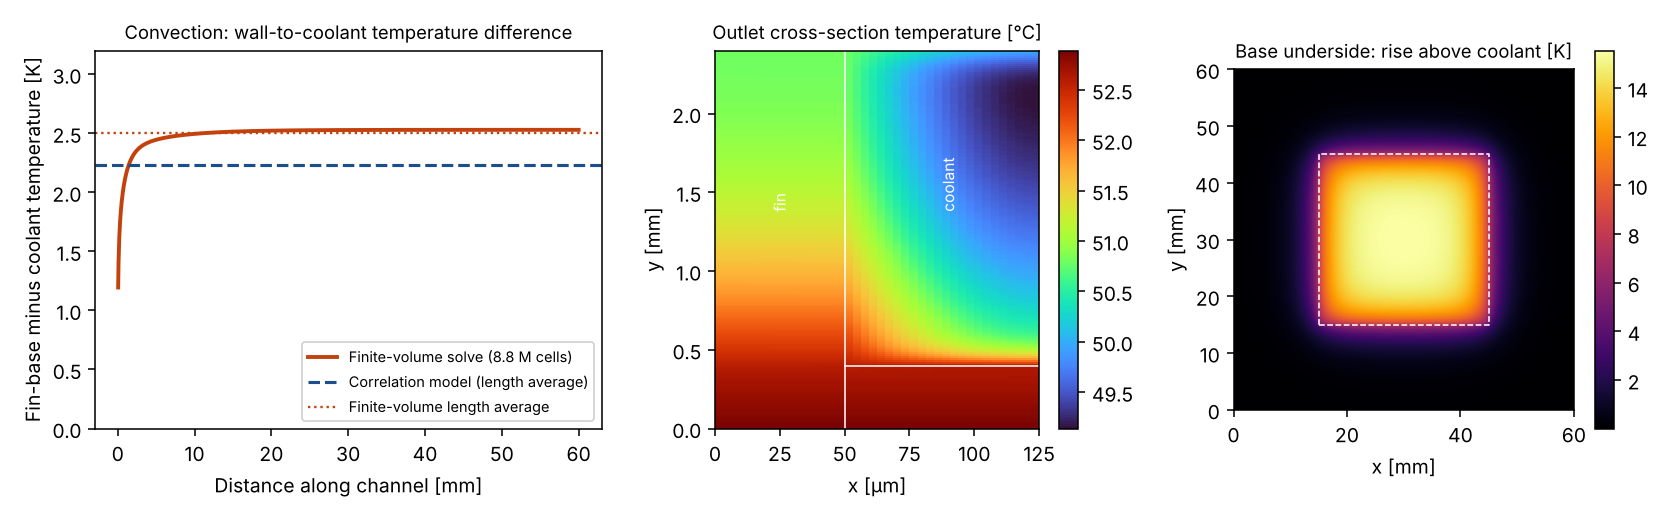 Convection: wall-to-coolant temperature difference
Fin-base minus coolant temperature [K]
3.0
2.5
2.0
1.5
1.0
0.5
0.0
Finite-volume solve (8.8 M cells)
Correlation model (length average)
Finite-volume length average
0 10 20 30 40 50 60
Distance along channel [mm]
Outlet cross-section temperature [°C]
y [mm]
2.0
1.5
1.0
0.5
0.0
fin
coolant
0 25 50 75 100 125
x [µm]
52.5
52.0
51.5
51.0
50.5
50.0
49.5
Base underside: rise above coolant [K]
y [mm]
60
50
40
30
20
10
0
0 20 40 60
x [mm]
14
12
10
8
6
4
2